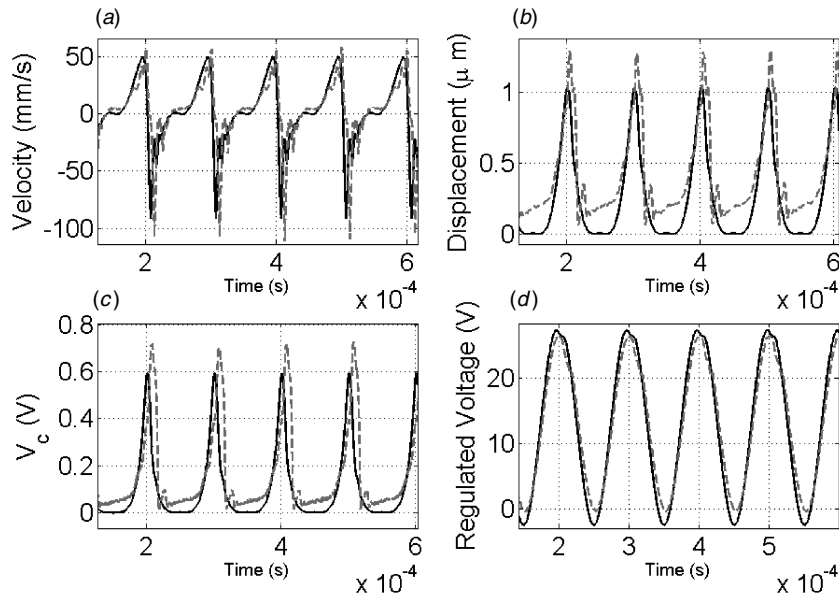 (a)
Velocity (mm/s)
50
0
-50
-100
2
4
6
Time (s)
x 10-4
(b)
Displacement (μ m)
1
0.5
0
2
4
6
Time (s)
x 10-4
(c)
Vc (V)
0.8
0.6
0.4
0.2
0
2
4
6
Time (s)
x 10-4
(d)
Regulated Voltage (V)
20
10
0
2
3
4
5
6
Time (s)
x 10-4